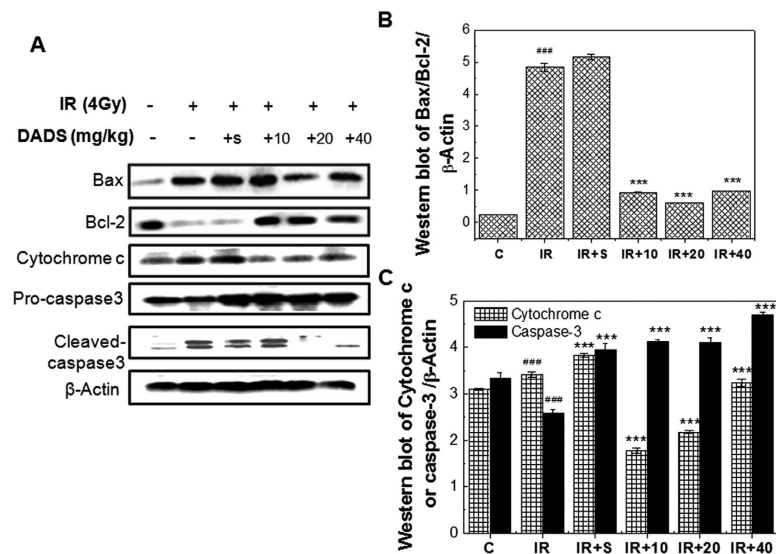 A
IR (4Gy) - + + + + +
DADS (mg/kg) - - +S +10 +20 +40
Bax
Bcl-2
Cytochrome c
Pro-caspase3
Cleaved-
caspase3
β-Actin
B
Western blot of Bax/Bcl-2/
β-Actin
6
5
4
3
2
1
0
###
***
***
***
C IR IR+S IR+10 IR+20 IR+40
C
Western blot of Cytochrome c
or caspase-3 /β-Actin
5
4
3
2
1
0
Cytochrome c
Caspase-3
###
###
***
***
***
***
***
***
***
***
C IR IR+S IR+10 IR+20 IR+40